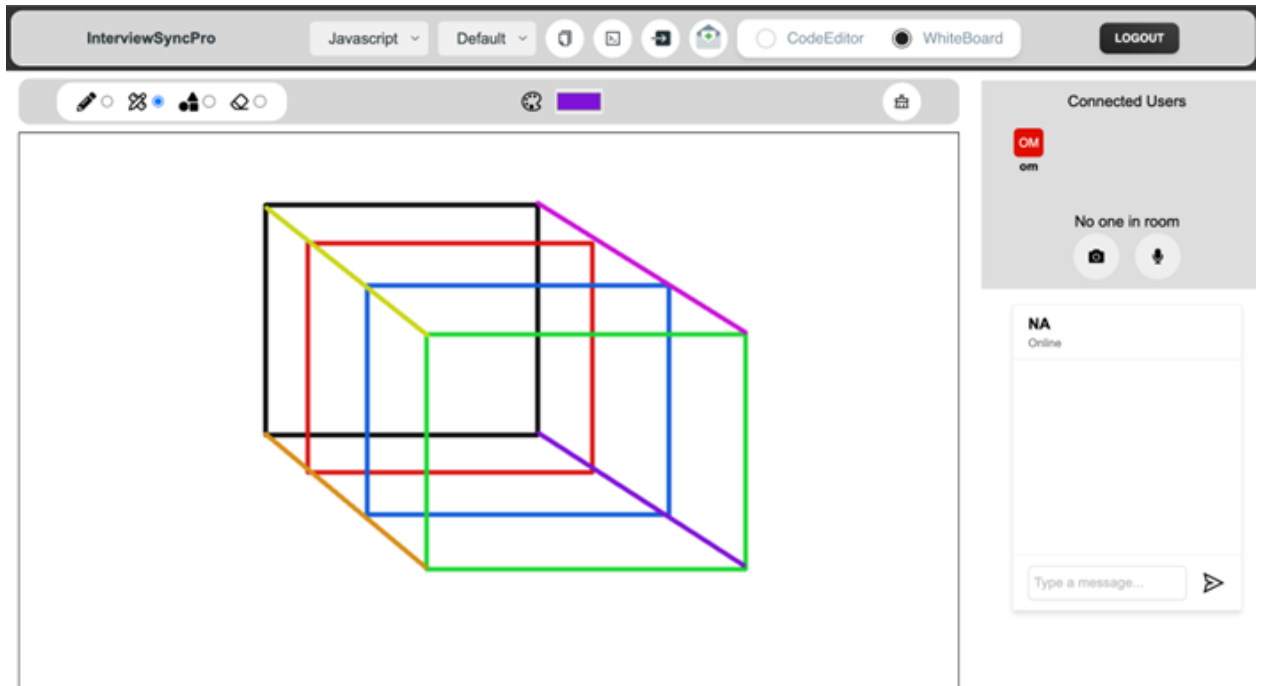 InterviewSyncPro
Javascript
Default
CodeEditor
WhiteBoard
LOGOUT
Connected Users
OM
om
No one in room
NA
Online
Type a message...